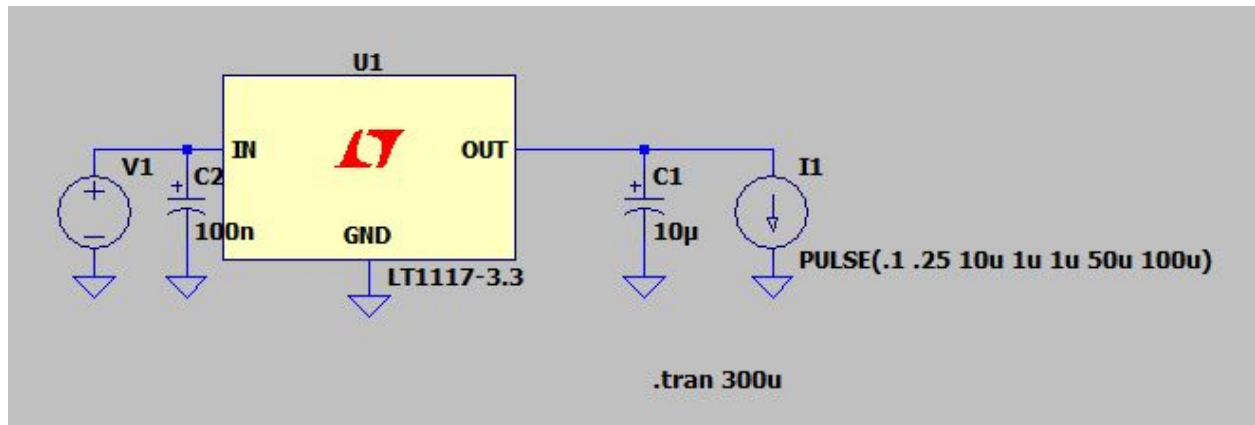 U1
IN
OUT
V1
C2
C1
I1
100n
GND
10µ
LT1117-3.3
PULSE(.1 .25 10u 1u 1u 50u 100u)
.tran 300u